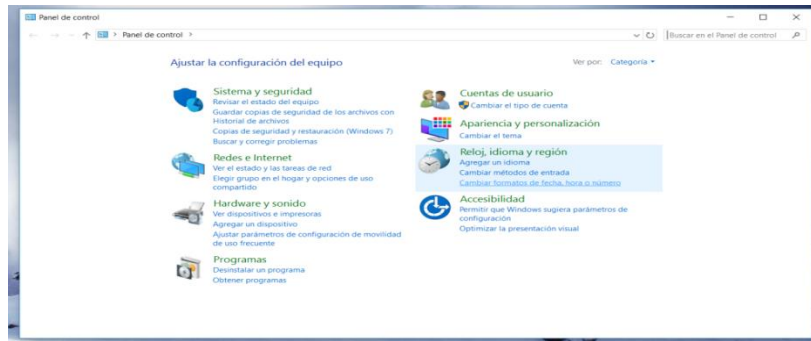 Panel de control
Panel de control
Buscar en el Panel de control
Ajustar la configuración del equipo
Ver por: Categoría
Sistema y seguridad
Revisar el estado del equipo
Guardar copias de seguridad de los archivos con
Historial de archivos
Copias de seguridad y restauración (Windows 7)
Buscar y corregir problemas
Redes e Internet
Ver el estado y las tareas de red
Elegir grupo en el hogar y opciones de uso
compartido
Hardware y sonido
Ver dispositivos e impresoras
Agregar un dispositivo
Ajustar parámetros de configuración de movilidad
de uso frecuente
Programas
Desinstalar un programa
Obtener programas
Cuentas de usuario
Cambiar el tipo de cuenta
Apariencia y personalización
Cambiar el tema
Reloj, idioma y región
Agregar un idioma
Cambiar métodos de entrada
Cambiar formatos de fecha, hora o número
Accesibilidad
Permitir que Windows sugiera parámetros de
configuración
Optimizar la presentación visual